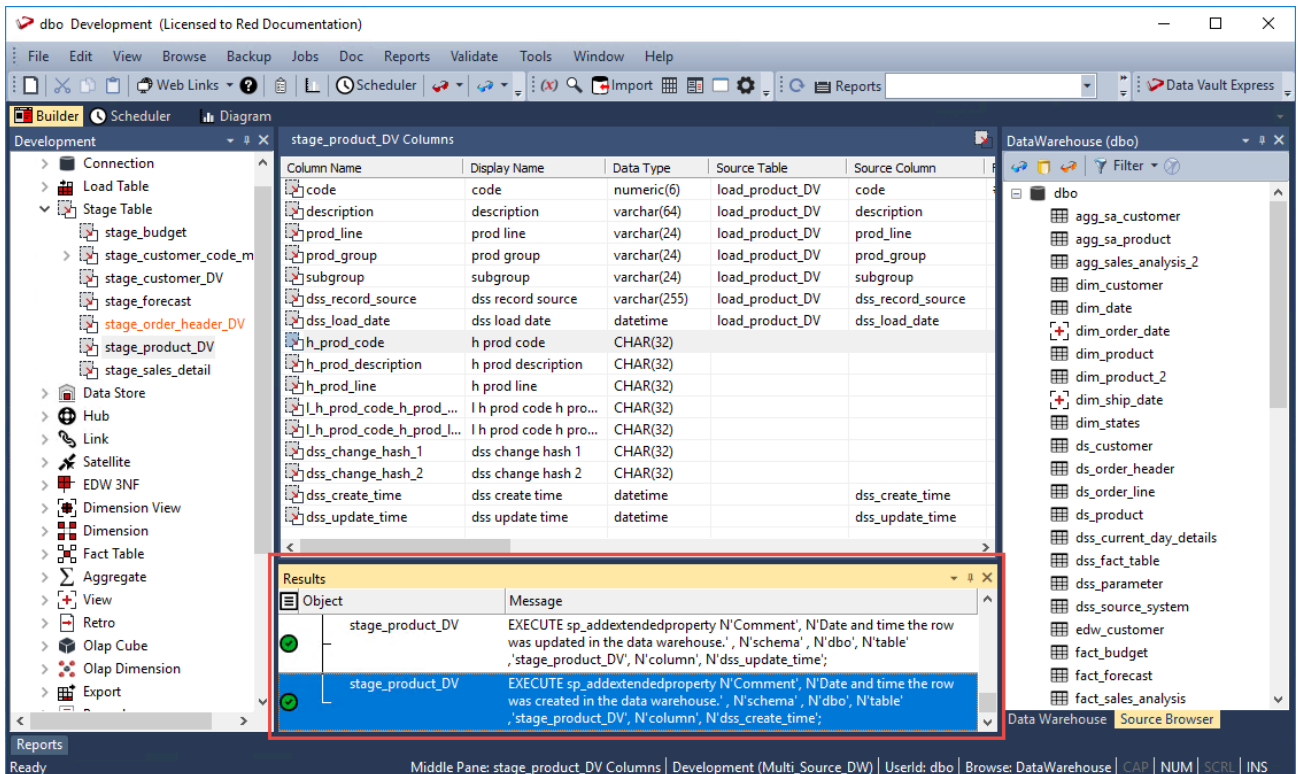 dbo Development (Licensed to Red Documentation)
File Edit View Browse Backup Jobs Doc Reports Validate Tools Window Help
Web Links Scheduler (x) Import Reports Data Vault Express
Builder Scheduler Diagram
Development
Connection
Load Table
Stage Table
stage_budget
stage_customer_code_m
stage_customer_DV
stage_forecast
stage_order_header_DV
stage_product_DV
stage_sales_detail
Data Store
Hub
Link
Satellite
EDW 3NF
Dimension View
Dimension
Fact Table
Aggregate
View
Retro
Olap Cube
Olap Dimension
Export
stage_product_DV Columns
Column Name Display Name Data Type Source Table Source Column
code code numeric(6) load_product_DV code
description description varchar(64) load_product_DV description
prod_line prod line varchar(24) load_product_DV prod_line
prod_group prod group varchar(24) load_product_DV prod_group
subgroup subgroup varchar(24) load_product_DV subgroup
dss_record_source dss record source varchar(255) load_product_DV dss_record_source
dss_load_date dss load date datetime load_product_DV dss_load_date
h_prod_code h prod code CHAR(32)
h_prod_description h prod description CHAR(32)
h_prod_line h prod line CHAR(32)
l_h_prod_code_h_prod_... l h prod code h pro... CHAR(32)
l_h_prod_code_h_prod_l... l h prod code h pro... CHAR(32)
dss_change_hash_1 dss change hash 1 CHAR(32)
dss_change_hash_2 dss change hash 2 CHAR(32)
dss_create_time dss create time datetime dss_create_time
dss_update_time dss update time datetime dss_update_time
Results
Object Message
stage_product_DV EXECUTE sp_addextendedproperty N'Comment', N'Date and time the row
was updated in the data warehouse.' , N'schema' , N'dbo', N'table'
,'stage_product_DV', N'column', N'dss_update_time';
stage_product_DV EXECUTE sp_addextendedproperty N'Comment', N'Date and time the row
was created in the data warehouse.' , N'schema' , N'dbo', N'table'
,'stage_product_DV', N'column', N'dss_create_time';
DataWarehouse (dbo)
Filter
dbo
agg_sa_customer
agg_sa_product
agg_sales_analysis_2
dim_customer
dim_date
dim_order_date
dim_product
dim_product_2
dim_ship_date
dim_states
ds_customer
ds_order_header
ds_order_line
ds_product
dss_current_day_details
dss_fact_table
dss_parameter
dss_source_system
edw_customer
fact_budget
fact_forecast
fact_sales_analysis
Data Warehouse Source Browser
Reports
Ready Middle Pane: stage_product_DV Columns Development (Multi_Source_DW) UserId: dbo Browse: DataWarehouse CAP NUM SCRL INS